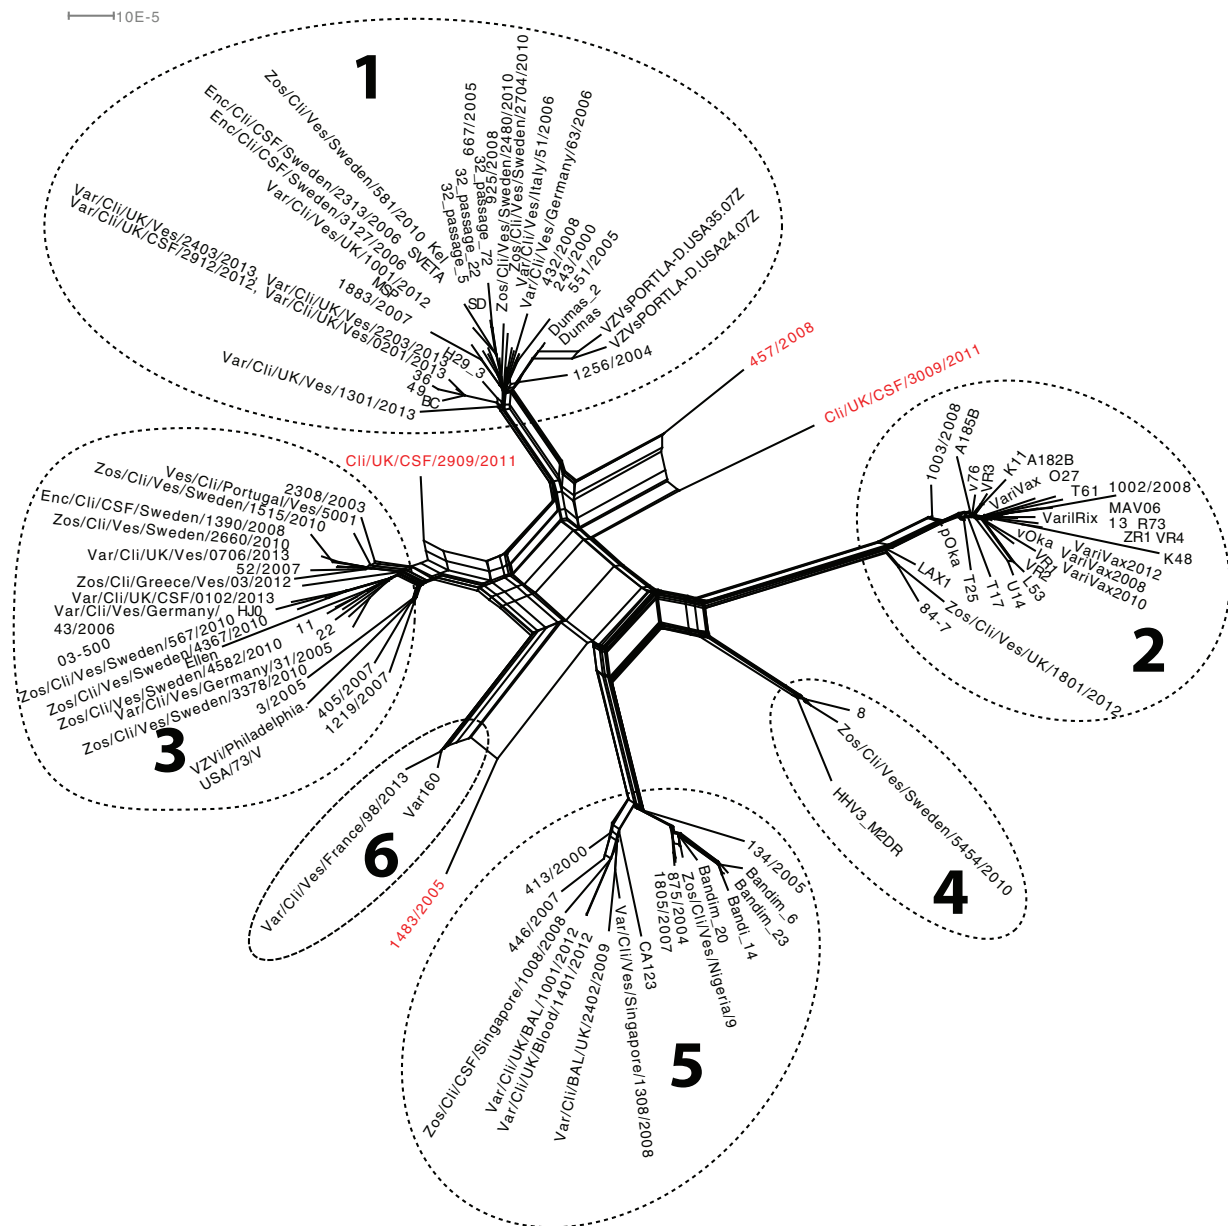 10E-5
1
Zos/Cli/Ves/Sweden/581/2010
Enc/Cli/CSF/Sweden/2313/2006
Enc/Cli/CSF/Sweden/3127/2006
Var/Cli/Ves/UK/1001/2012
Kel
SVETA
MSP
1883/2007
Var/Cli/UK/Ves/2403/2013, Var/Cli/UK/Ves/2203/2013
Var/Cli/UK/CSF/2912/2012, Var/Cli/UK/Ves/0201/2013
H29_3
36
49
BC
Var/Cli/UK/Ves/1301/2013
SD
32_passage_5
32_passage_22
32_passage_72
667/2005
925/2008
Zos/Cli/Ves/Sweden/2480/2010
Zos/Cli/Ves/Sweden/2704/2010
Var/Cli/Ves/Italy/51/2006
Var/Cli/Ves/Germany/63/2006
432/2008
243/2000
551/2005
Dumas_2
Dumas
VZVsPORTLA-D.USA35.07Z
VZVsPORTLA-D.USA24.07Z
1256/2004
457/2008
Cli/UK/CSF/3009/2011
Cli/UK/CSF/2909/2011
1003/2008
A185B
v76
VR3
K11
A182B
VariVax
O27
T61
1002/2008
VarilRix
MAV06
13
R73
ZR1
VR4
K48
pOka
vOka
VR1
VR2
VariVax2012
VariVax2008
VariVax2010
L53
U14
T17
T25
LAX1
84-7
Zos/Cli/Ves/UK/1801/2012
2
2308/2003
Ves/Cli/Portugal/Ves/5001
Zos/Cli/Ves/Sweden/1515/2010
Enc/Cli/CSF/Sweden/1390/2008
Zos/Cli/Ves/Sweden/2660/2010
Var/Cli/UK/Ves/0706/2013
52/2007
Zos/Cli/Greece/Ves/03/2012
Var/Cli/UK/CSF/0102/2013
Var/Cli/Ves/Germany/
43/2006
HJ0
03-500
11
22
Zos/Cli/Ves/Sweden/567/2010
Zos/Cli/Ves/Sweden/4367/2010
Ellen
Zos/Cli/Ves/Sweden/4582/2010
Var/Cli/Ves/Germany/31/2005
Zos/Cli/Ves/Sweden/3378/2010
3/2005
VZVi/Philadelphia.
USA/73/V
405/2007
1219/2007
3
Var/Cli/Ves/France/98/2013
Var160
6
1483/2005
8
Zos/Cli/Ves/Sweden/5454/2010
HHV3_M2DR
4
413/2000
446/2007
Zos/Cli/CSF/Singapore/1008/2008
Var/Cli/UK/BAL/1001/2012
Var/Cli/UK/Blood/1401/2012
Var/Cli/BAL/UK/2402/2009
Var/Cli/Ves/Singapore/1308/2008
CA123
1805/2007
875/2004
Zos/Cli/Ves/Nigeria/9
Bandim_20
Bandi_14
Bandim_23
Bandim_6
134/2005
5